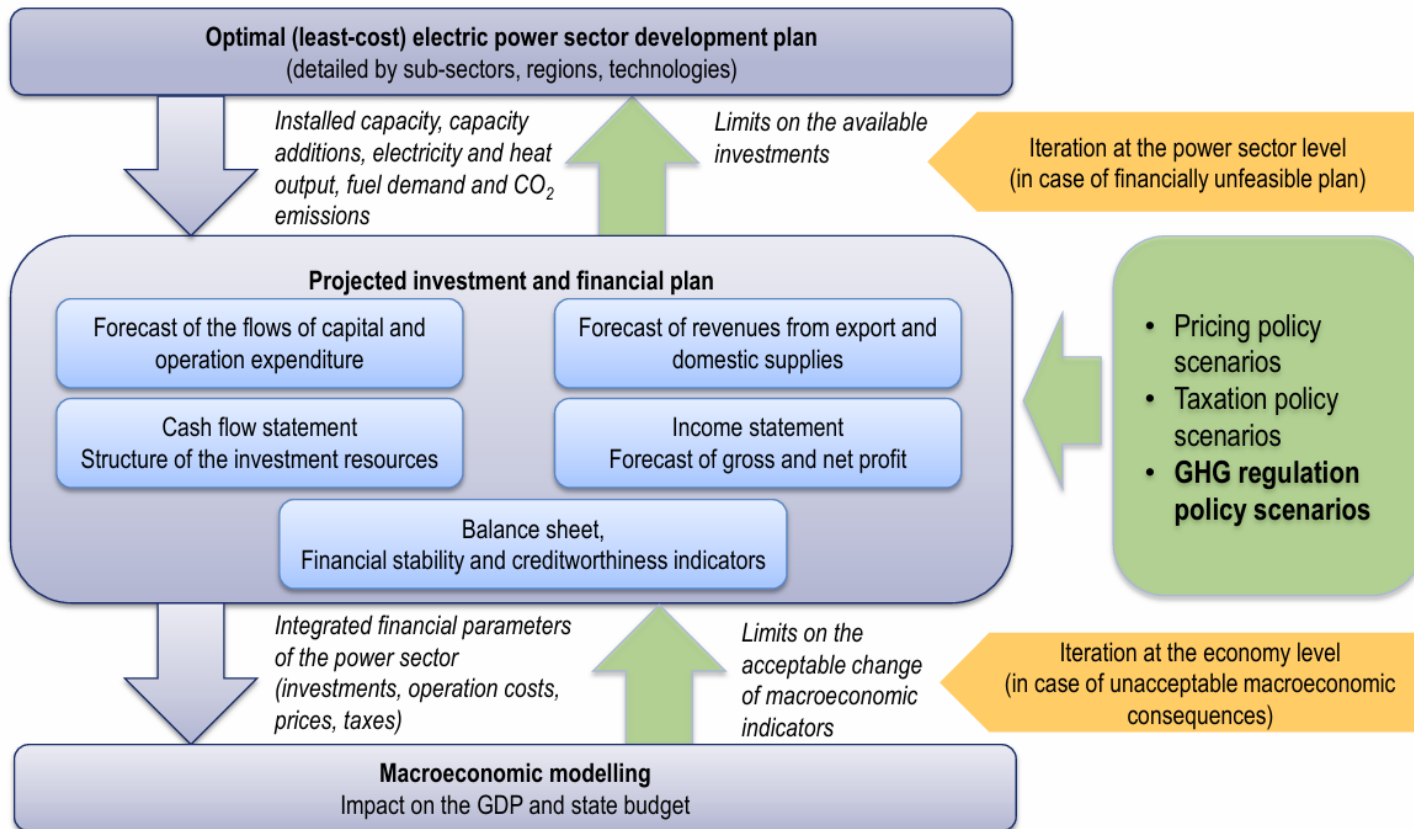 Optimal (least-cost) electric power sector development plan
(detailed by sub-sectors, regions, technologies)
Installed capacity, capacity
additions, electricity and heat
output, fuel demand and CO2
emissions
Limits on the available
investments
Iteration at the power sector level
(in case of financially unfeasible plan)
Projected investment and financial plan
Forecast of the flows of capital and
operation expenditure
Forecast of revenues from export and
domestic supplies
Cash flow statement
Structure of the investment resources
Income statement
Forecast of gross and net profit
Balance sheet,
Financial stability and creditworthiness indicators
• Pricing policy
scenarios
• Taxation policy
scenarios
• GHG regulation
policy scenarios
Integrated financial parameters
of the power sector
(investments, operation costs,
prices, taxes)
Limits on the
acceptable change
of macroeconomic
indicators
Iteration at the economy level
(in case of unacceptable macroeconomic
consequences)
Macroeconomic modelling
Impact on the GDP and state budget